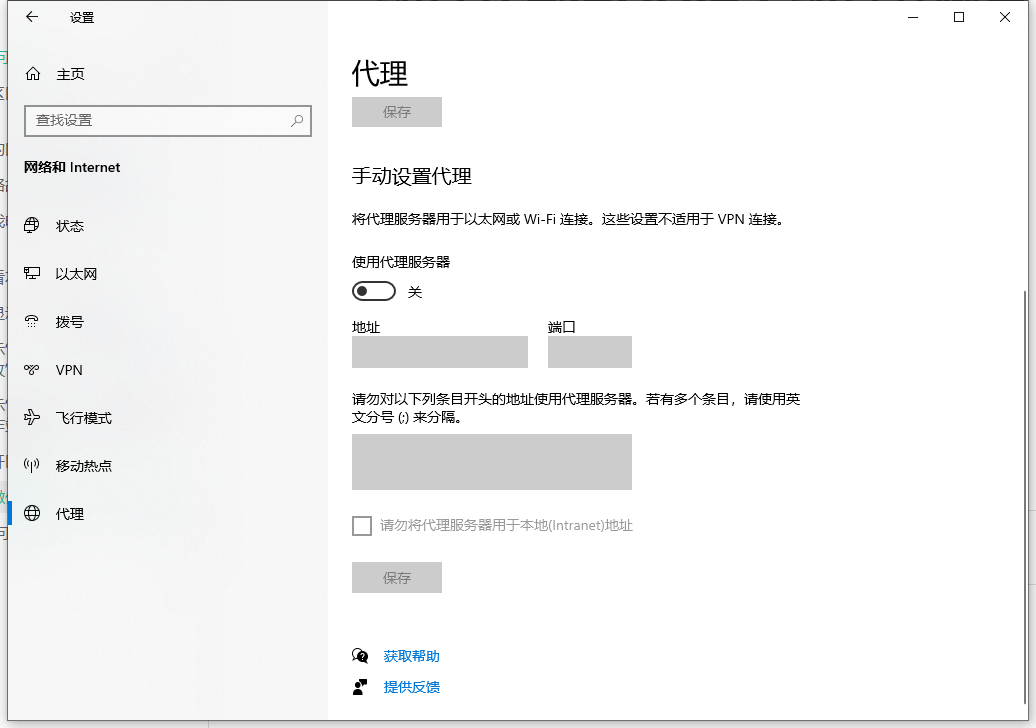 设置
主页
查找设置
网络和 Internet
状态
以太网
拨号
VPN
飞行模式
移动热点
代理
代理
保存
手动设置代理
将代理服务器用于以太网或 Wi-Fi 连接。这些设置不适用于 VPN 连接。
使用代理服务器
关
地址 端口
请勿对以下列条目开头的地址使用代理服务器。若有多个条目，请使用英
文分号 (;) 来分隔。
请勿将代理服务器用于本地(Intranet)地址
保存
获取帮助
提供反馈